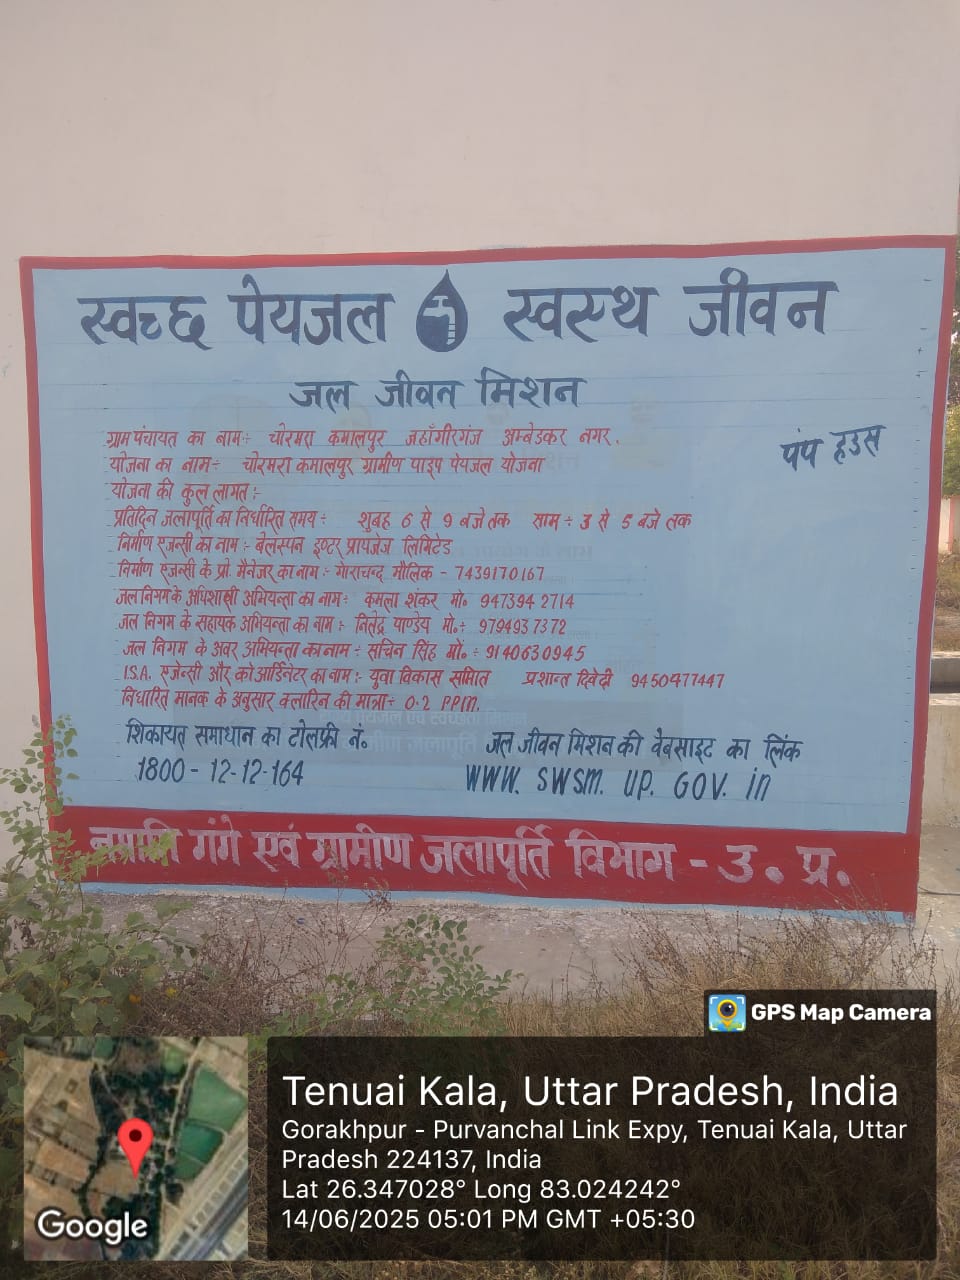 स्वच्छ पेयजल स्वस्थ जीवन
जल जीवन मिशन
पंप हउस
ग्राम पंचायत का नाम:- चोरमरा कमालपुर जहाँगीरगंज अम्बेडकर नगर.
योजना का नाम:- चोरमरा कमालपुर ग्रामीण पाइप पेयजल योजना
योजना की कुल लागत:-
प्रतिदिन जलापूर्ति का निर्धारित समय:- शुबह 6 से 9 बजे तक साम:- 3 से 5 बजे तक
निर्माण एजन्सी का नाम:- बेलस्पन इण्टर प्रायजेज लिमिटेड
निर्माण एजन्सी के प्रो. मैनेजर का नाम:- गोराचन्द मौलिक - 7439170167
जल निगम के अधिशाषी अभियन्ता का नाम:- कमला शंकर मो० 9473942714
जल निगम के सहायक अभियन्ता का नाम:- जितेद्र पाण्डेय मो०:- 9794937372
जल निगम के अवर अभियन्ता का नाम:- सचिन सिंह मो०:- 9140630945
I.S.A. एजेन्सी और को आर्डिनेटर का नाम:- युवा विकास समिति प्रशान्त दिवेदी 9450477447
निर्धारित मानक के अनुसार क्लारिन की मात्रा:- 0.2 PPM.
शिकायत समाधान का टोलफ्री नं.
1800-12-12-164
जल जीवन मिशन की वेबसाइट का लिंक
WWW. SWSM. UP. GOV. in
नमामि गंगे एवं ग्रामीण जलापूर्ति विभाग - उ. प्र.
GPS Map Camera
Tenuai Kala, Uttar Pradesh, India
Gorakhpur - Purvanchal Link Expy, Tenuai Kala, Uttar
Pradesh 224137, India
Lat 26.347028° Long 83.024242°
14/06/2025 05:01 PM GMT +05:30
Google